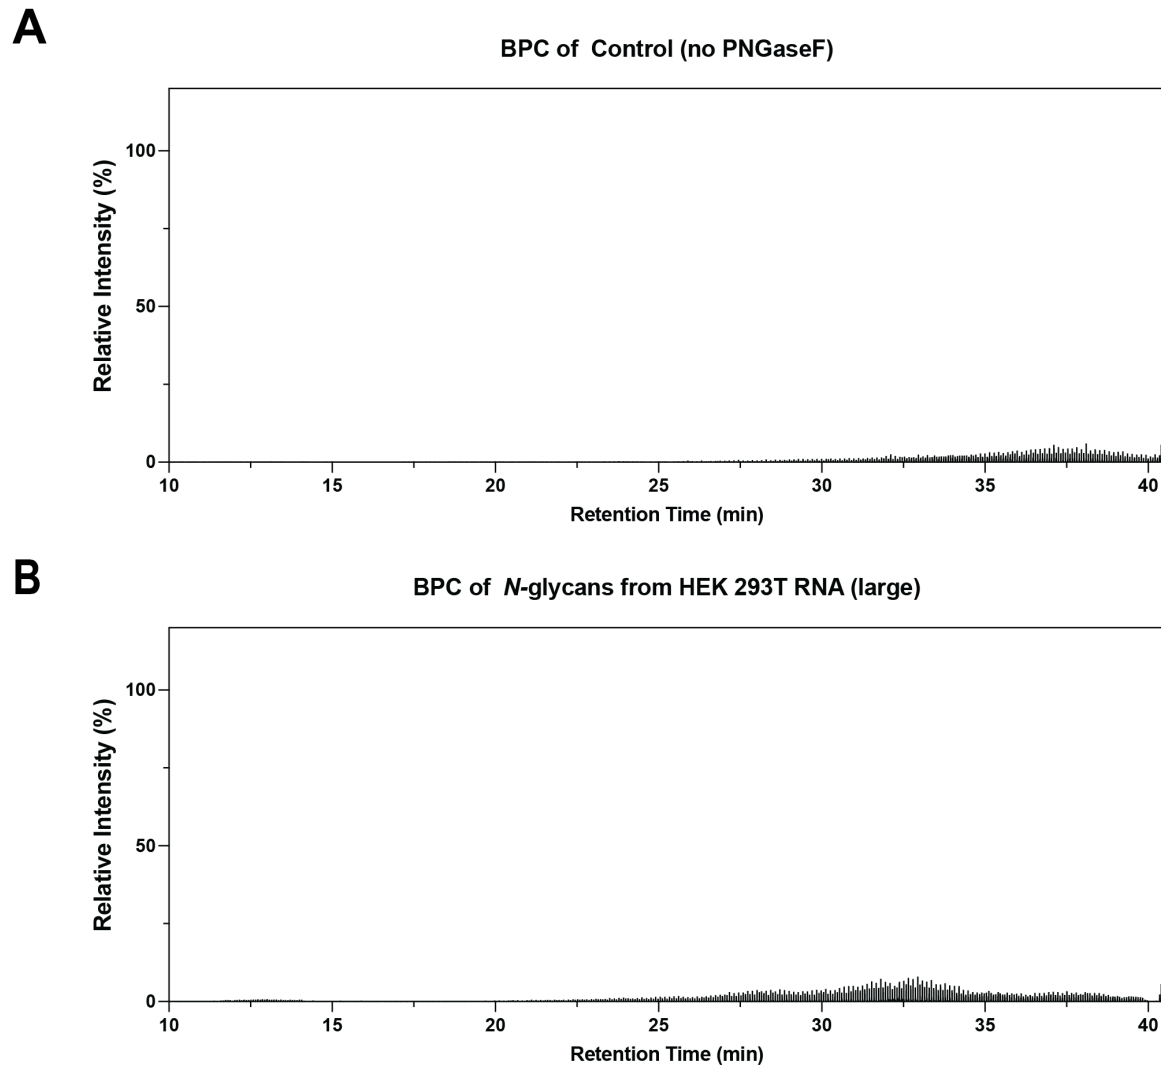 A
BPC of Control (no PNGaseF)
Relative Intensity (%)
100
50
0
10 15 20 25 30 35 40
Retention Time (min)
B
BPC of N-glycans from HEK 293T RNA (large)
Relative Intensity (%)
100
50
0
10 15 20 25 30 35 40
Retention Time (min)